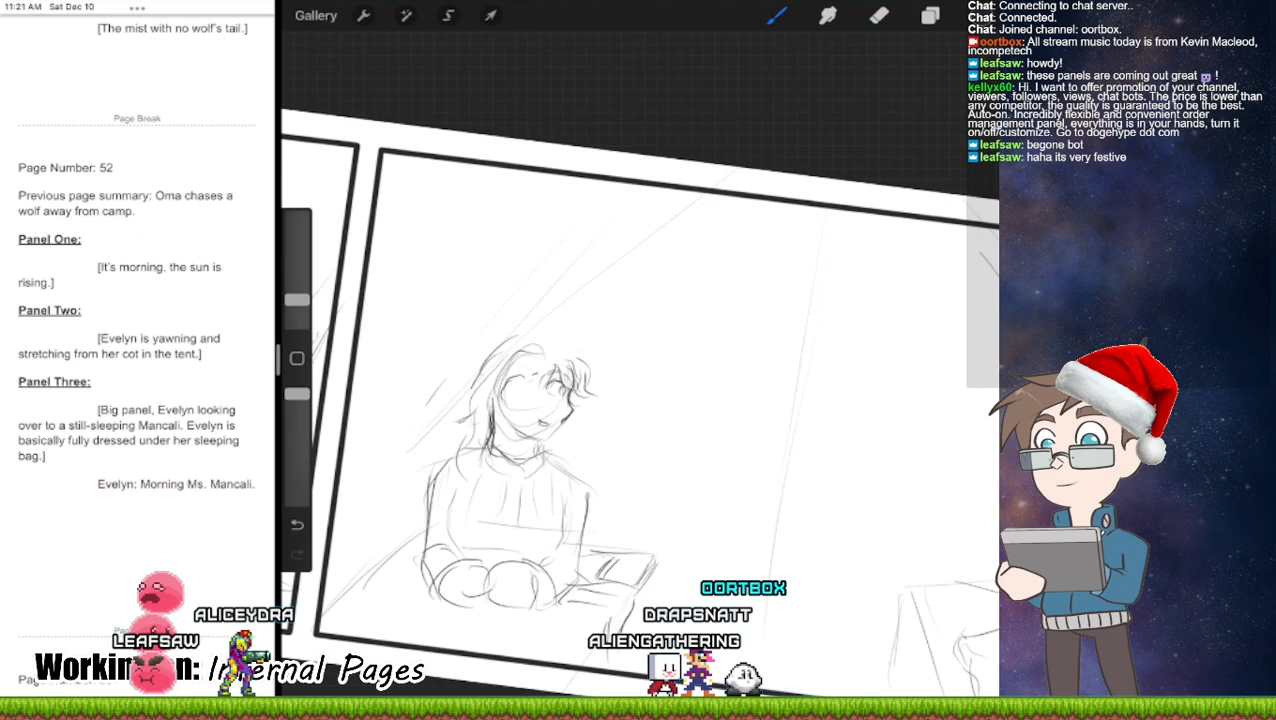 11:21 AM Sat Dec 10
[The mist with no wolf's tail.]
Page Break
Page Number: 52
Previous page summary: Oma chases a
wolf away from camp.
Panel One:
[It's morning, the sun is
rising.]
Panel Two:
[Evelyn is yawning and
stretching from her cot in the tent.]
Panel Three:
[Big panel, Evelyn looking
over to a still-sleeping Mancali. Evelyn is
basically fully dressed under her sleeping
bag.]
Evelyn: Morning Ms. Mancali.
Gallery
Chat: Connecting to chat server..
Chat: Connected.
Chat: Joined channel: oortbox.
oortbox: All stream music today is from Kevin Macleod,
incompetech
leafsaw: howdy!
leafsaw: these panels are coming out great !
kellyx60: Hi. I want to offer promotion of your channel,
viewers, followers, views, chat bots. The price is lower than
any competitor, the quality is guaranteed to be the best.
Auto-on. Incredibly flexible and convenient order
management panel, everything is in your hands, turn it
on/off/customize. Go to dogehype dot com
leafsaw: begone bot
leafsaw: haha its very festive
OORTBOX
ALICEYDRA
DRAPSNATT
LEAFSAW
ALIENGATHERING
Internal Pages